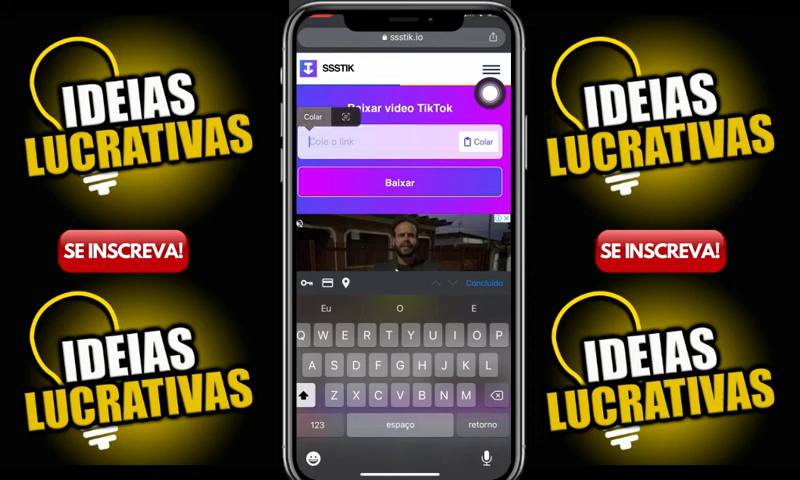 IDEIAS
LUCRATIVAS
SE INSCREVA!
IDEIAS
LUCRATIVAS
ssstik.io
SSSTIK
Baixar vídeo TikTok
Colar
Cole o link
Colar
Baixar
Concluído
Eu O E
Q W E R T Y U I O P
A S D F G H J K L
Z X C V B N M
123 espaço retorno
IDEIAS
LUCRATIVAS
SE INSCREVA!
IDEIAS
LUCRATIVAS